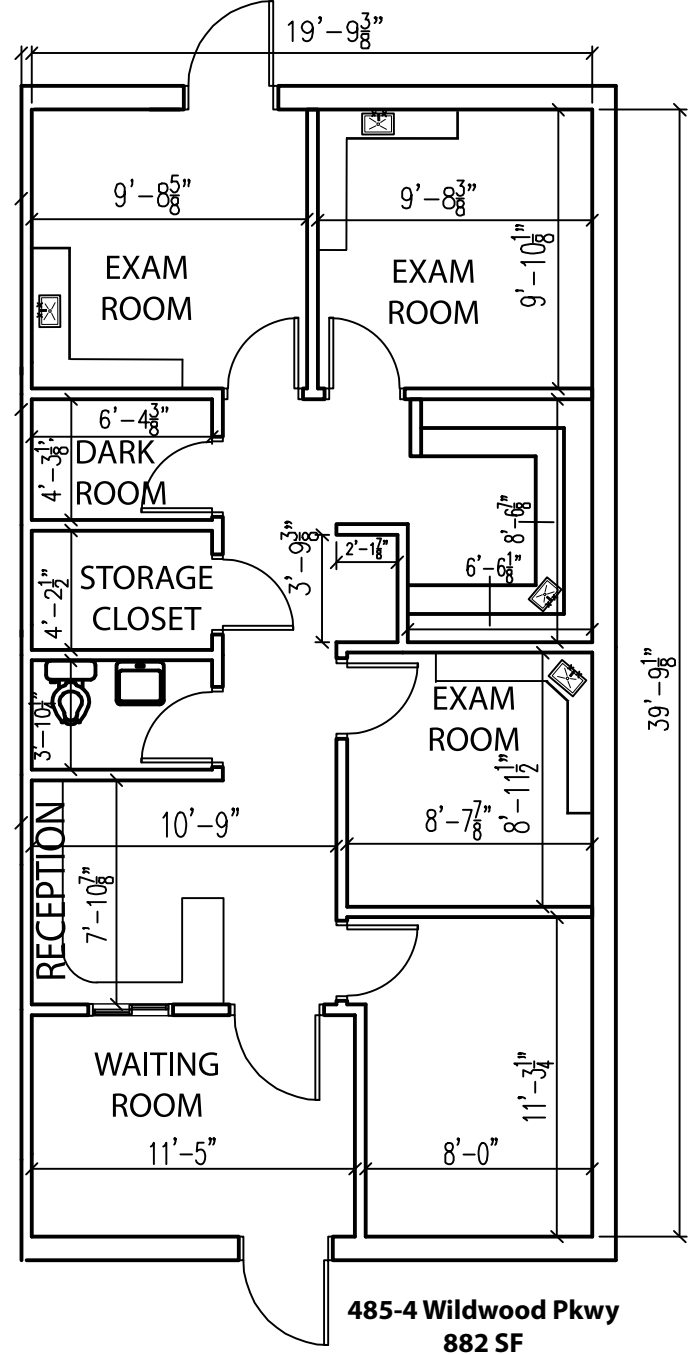 19'-9 3/8"
9'-8 5/8"
9'-8 3/8"
9'-10 1/8"
EXAM
ROOM
EXAM
ROOM
6'-4 3/8"
4'-3 1/8"
DARK
ROOM
8'-6 7/8"
3'-9 3/8"
2'-1 7/8"
6'-6 1/8"
STORAGE
CLOSET
4'-2 1/2"
39'-9 1/8"
EXAM
ROOM
3'-10 1/4"
10'-9"
8'-7 7/8"
8'-11 1/2"
RECEPTION
7'-10 7/8"
WAITING
ROOM
11'-3 1/4"
11'-5"
8'-0"
485-4 Wildwood Pkwy
882 SF